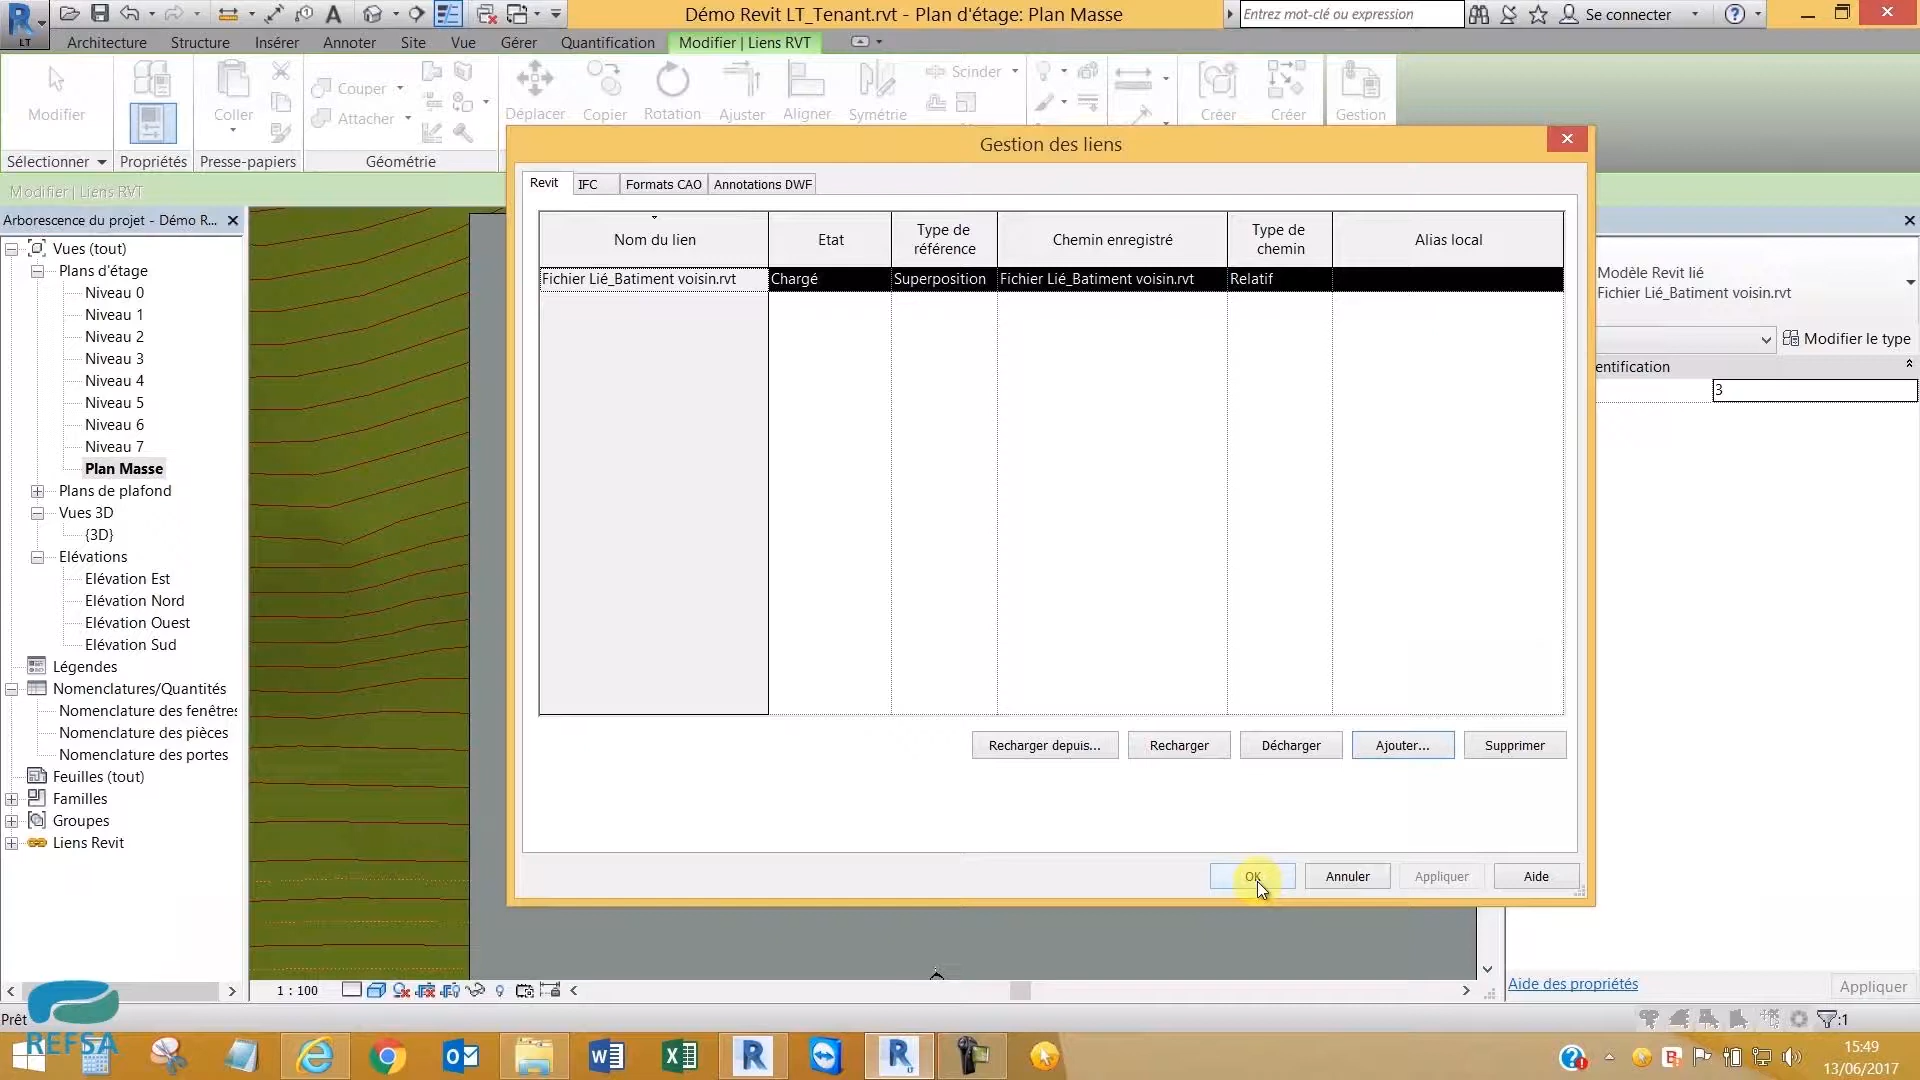 Démo Revit LT_Tenant.rvt - Plan d'étage: Plan Masse
Entrez mot-clé ou expression
Se connecter
LT
Architecture Structure Insérer Annoter Site Vue Gérer Quantification Modifier | Liens RVT
Modifier
Coller
Couper
Attacher
Déplacer Copier Rotation Ajuster Aligner Symétrie
Scinder
Créer Créer Gestion
Sélectionner Propriétés Presse-papiers Géométrie
Modifier | Liens RVT
Arborescence du projet - Démo R...
Vues (tout)
Plans d'étage
Niveau 0
Niveau 1
Niveau 2
Niveau 3
Niveau 4
Niveau 5
Niveau 6
Niveau 7
Plan Masse
Plans de plafond
Vues 3D
{3D}
Elévations
Elévation Est
Elévation Nord
Elévation Ouest
Elévation Sud
Légendes
Nomenclatures/Quantités
Nomenclature des fenêtres
Nomenclature des pièces
Nomenclature des portes
Feuilles (tout)
Familles
Groupes
Liens Revit
Gestion des liens
Revit IFC Formats CAO Annotations DWF
Nom du lien Etat Type de référence Chemin enregistré Type de chemin Alias local
Fichier Lié_Batiment voisin.rvt Chargé Superposition Fichier Lié_Batiment voisin.rvt Relatif
Recharger depuis... Recharger Décharger Ajouter... Supprimer
OK Annuler Appliquer Aide
Modèle Revit lié
Fichier Lié_Batiment voisin.rvt
Modifier le type
entification
3
Aide des propriétés
Appliquer
1 : 100
Prêt
:1
REFSA
15:49
13/06/2017